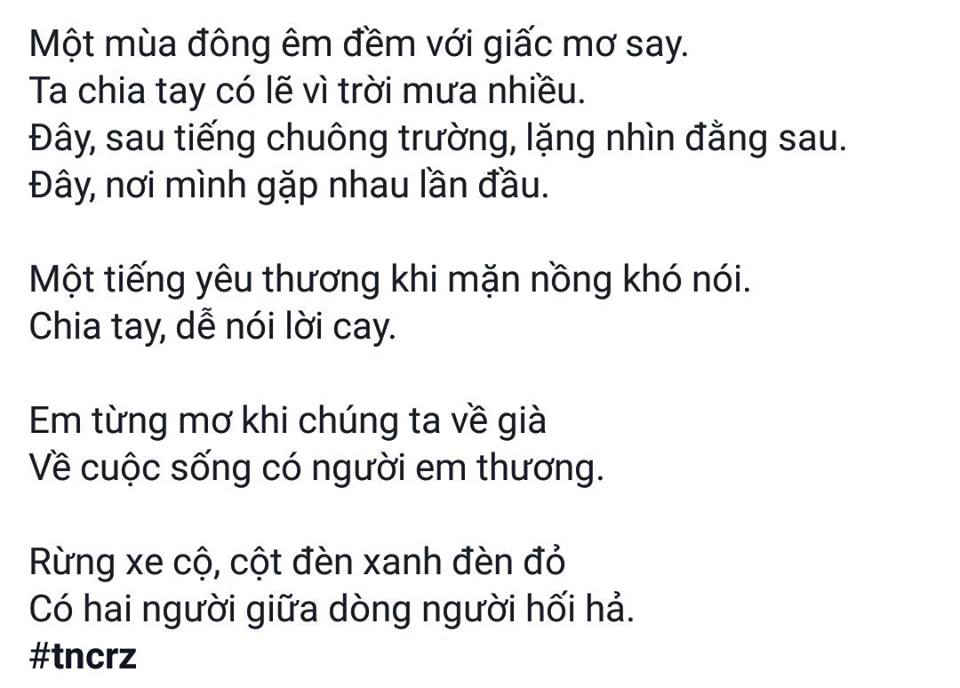 Một mùa đông êm đềm với giấc mơ say.
Ta chia tay có lẽ vì trời mưa nhiều.
Đây, sau tiếng chuông trường, lặng nhìn đằng sau.
Đây, nơi mình gặp nhau lần đầu.
Một tiếng yêu thương khi mặn nồng khó nói.
Chia tay, dễ nói lời cay.
Em từng mơ khi chúng ta về già
Về cuộc sống có người em thương.
Rừng xe cộ, cột đèn xanh đèn đỏ
Có hai người giữa dòng người hối hả.
#tncrz